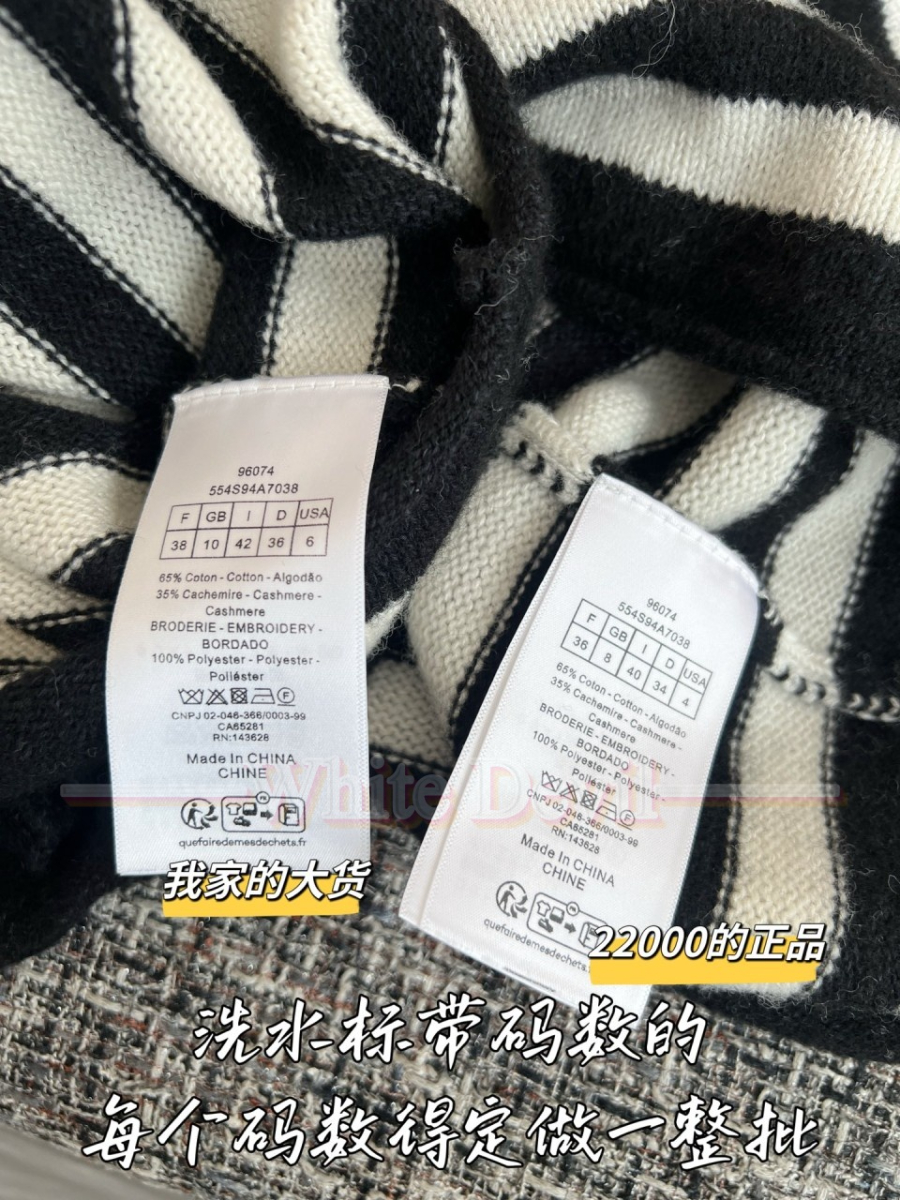 96074
554S94A7038
F GB I D USA
38 10 42 36 6
65% Coton - Cotton - Algodão
35% Cachemire - Cashmere -
Cashmere
BRODERIE - EMBROIDERY -
BORDADO
100% Polyester - Polyester -
Poliéster
F
CNPJ 02-046-366/0003-99
CA65281
RN:143628
Made In CHINA
CHINE
FR
quefairedemesdechets.fr
96074
554S94A7038
F GB I D USA
36 8 40 34 4
65% Coton - Cotton - Algodão
35% Cachemire - Cashmere -
Cashmere
BRODERIE - EMBROIDERY -
BORDADO
100% Polyester - Polyester -
Poliéster
F
CNPJ 02-046-366/0003-99
CA65281
RN:143628
Made In CHINA
CHINE
FR
quefairedemesdechets.
White
我家的大货
22000的正品
洗水标带码数的
每个码数得定做一整批